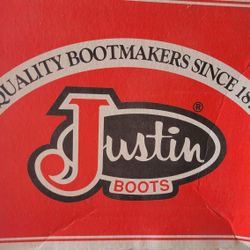 QUALITY BOOTMAKERS SINCE 18
Justin
®
BOOTS